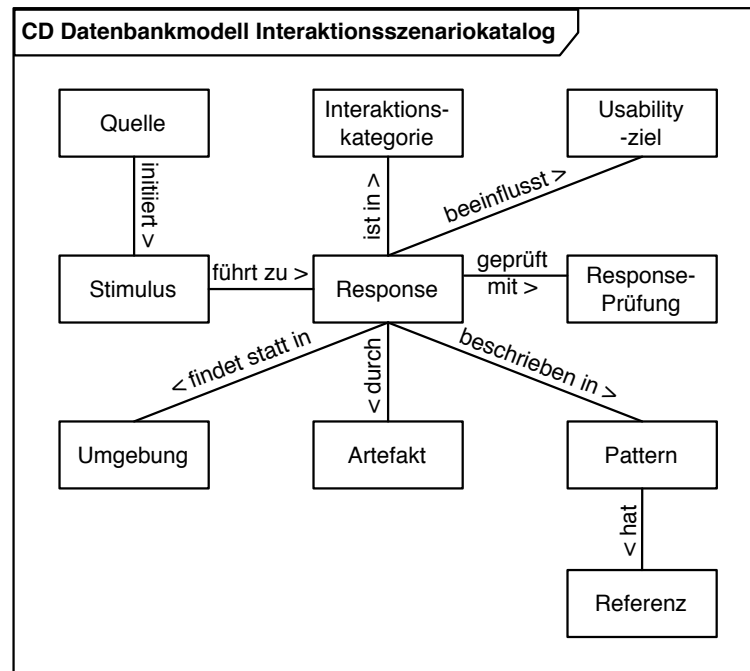 CD Datenbankmodell Interaktionsszenariokatalog
Quelle
Interaktions-
kategorie
Usability
-ziel
initiiert >
ist in >
beeinflusst >
Stimulus
führt zu >
Response
geprüft
mit >
Response-
Prüfung
< findet statt in
< durch
beschrieben in >
Umgebung
Artefakt
Pattern
< hat
Referenz